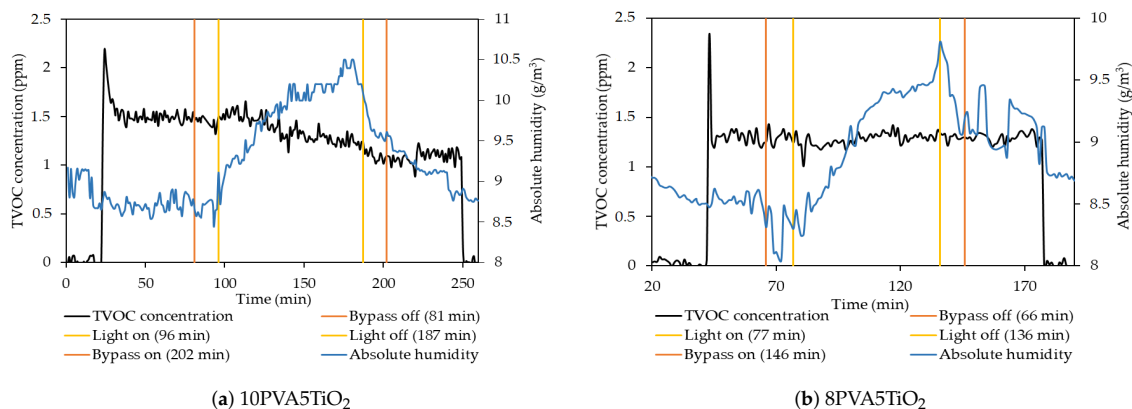 2.5
2
1.5
1
0.5
0
TVOC concentration (ppm)
11
10.5
10
9.5
9
8.5
8
Absolute humidity (g/m³)
0 50 100 150 200 250
Time (min)
TVOC concentration Bypass off (81 min)
Light on (96 min) Light off (187 min)
Bypass on (202 min) Absolute humidity
(a) 10PVA5TiO₂
2.5
2
1.5
1
0.5
0
TVOC concentration (ppm)
10
9.5
9
8.5
8
Absolute humidity (g/m³)
20 70 120 170
Time (min)
TVOC concentration Bypass off (66 min)
Light on (77 min) Light off (136 min)
Bypass on (146 min) Absolute humidity
(b) 8PVA5TiO₂